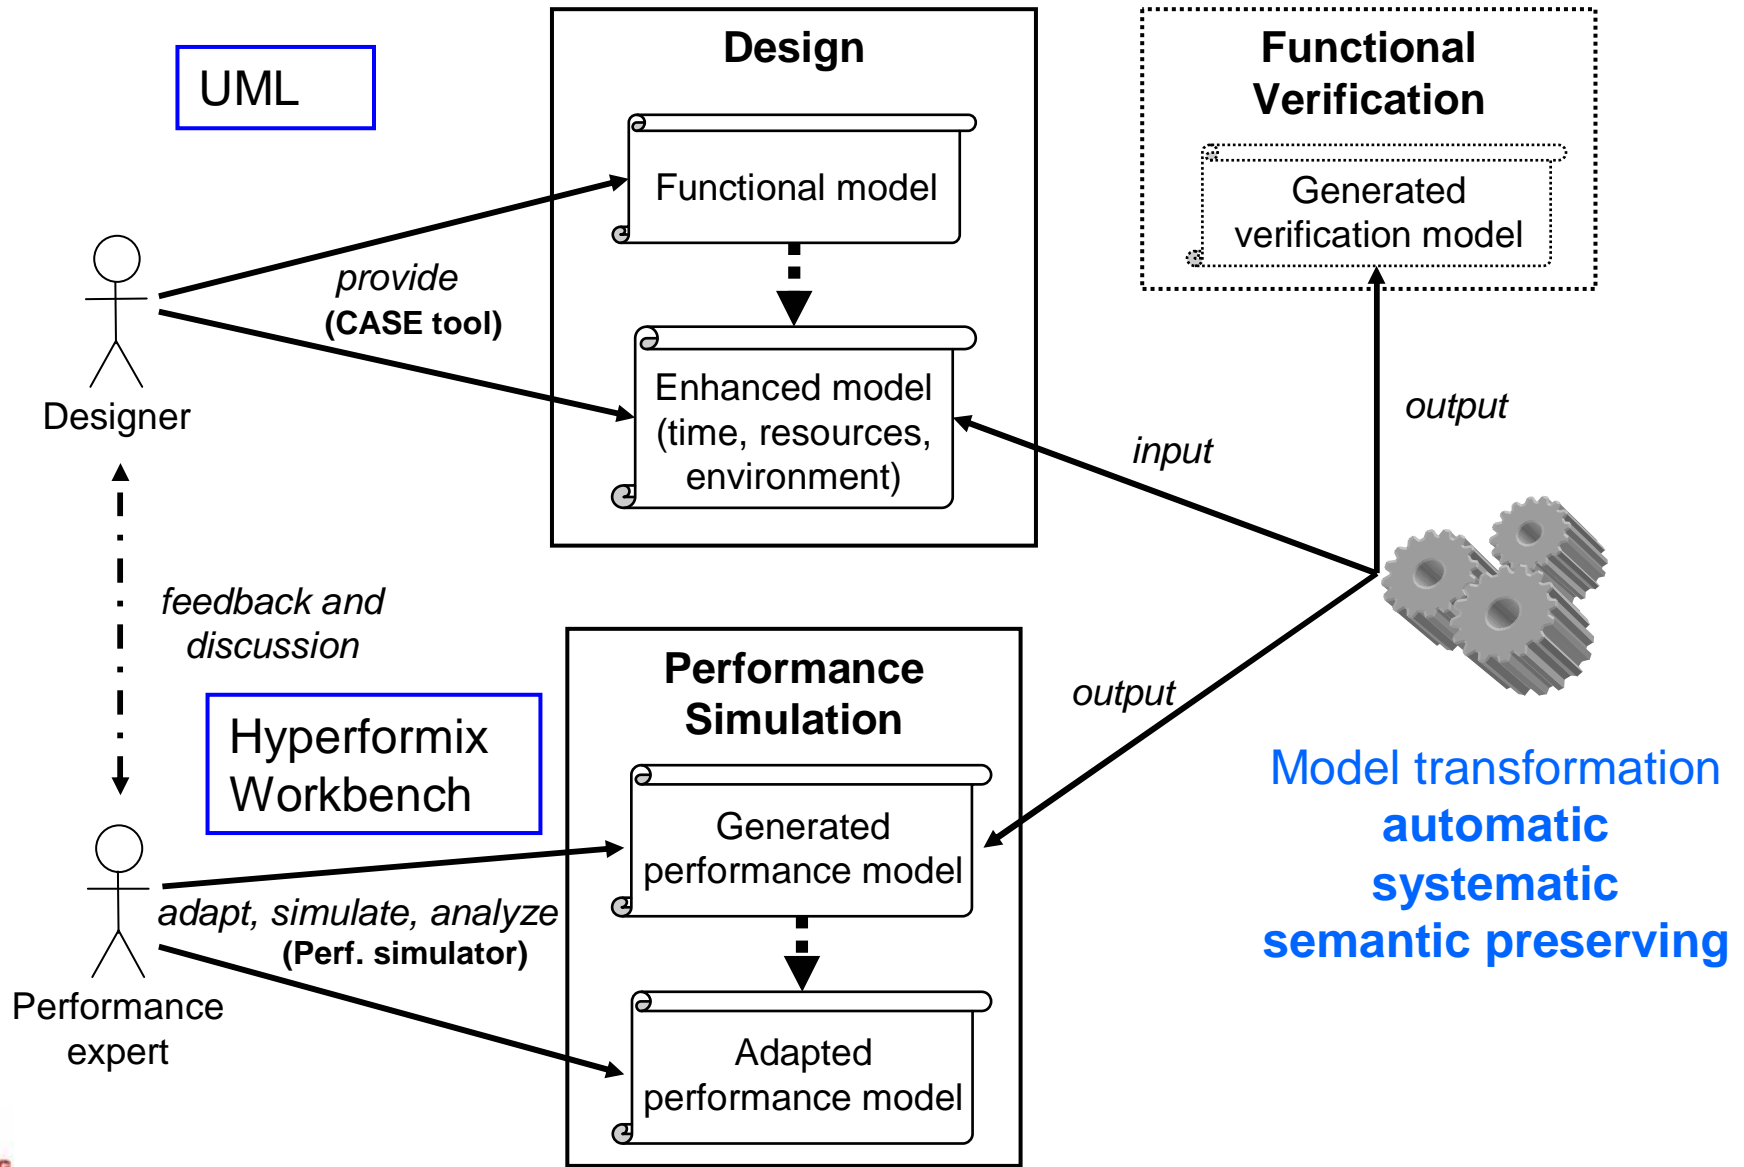 UML
Design
Functional model
Enhanced model
(time, resources,
environment)
Functional
Verification
Generated
verification model
provide
(CASE tool)
Designer
input
output
feedback and
discussion
Hyperformix
Workbench
Performance
Simulation
Generated
performance model
Adapted
performance model
output
adapt, simulate, analyze
(Perf. simulator)
Performance
expert
Model transformation
automatic
systematic
semantic preserving